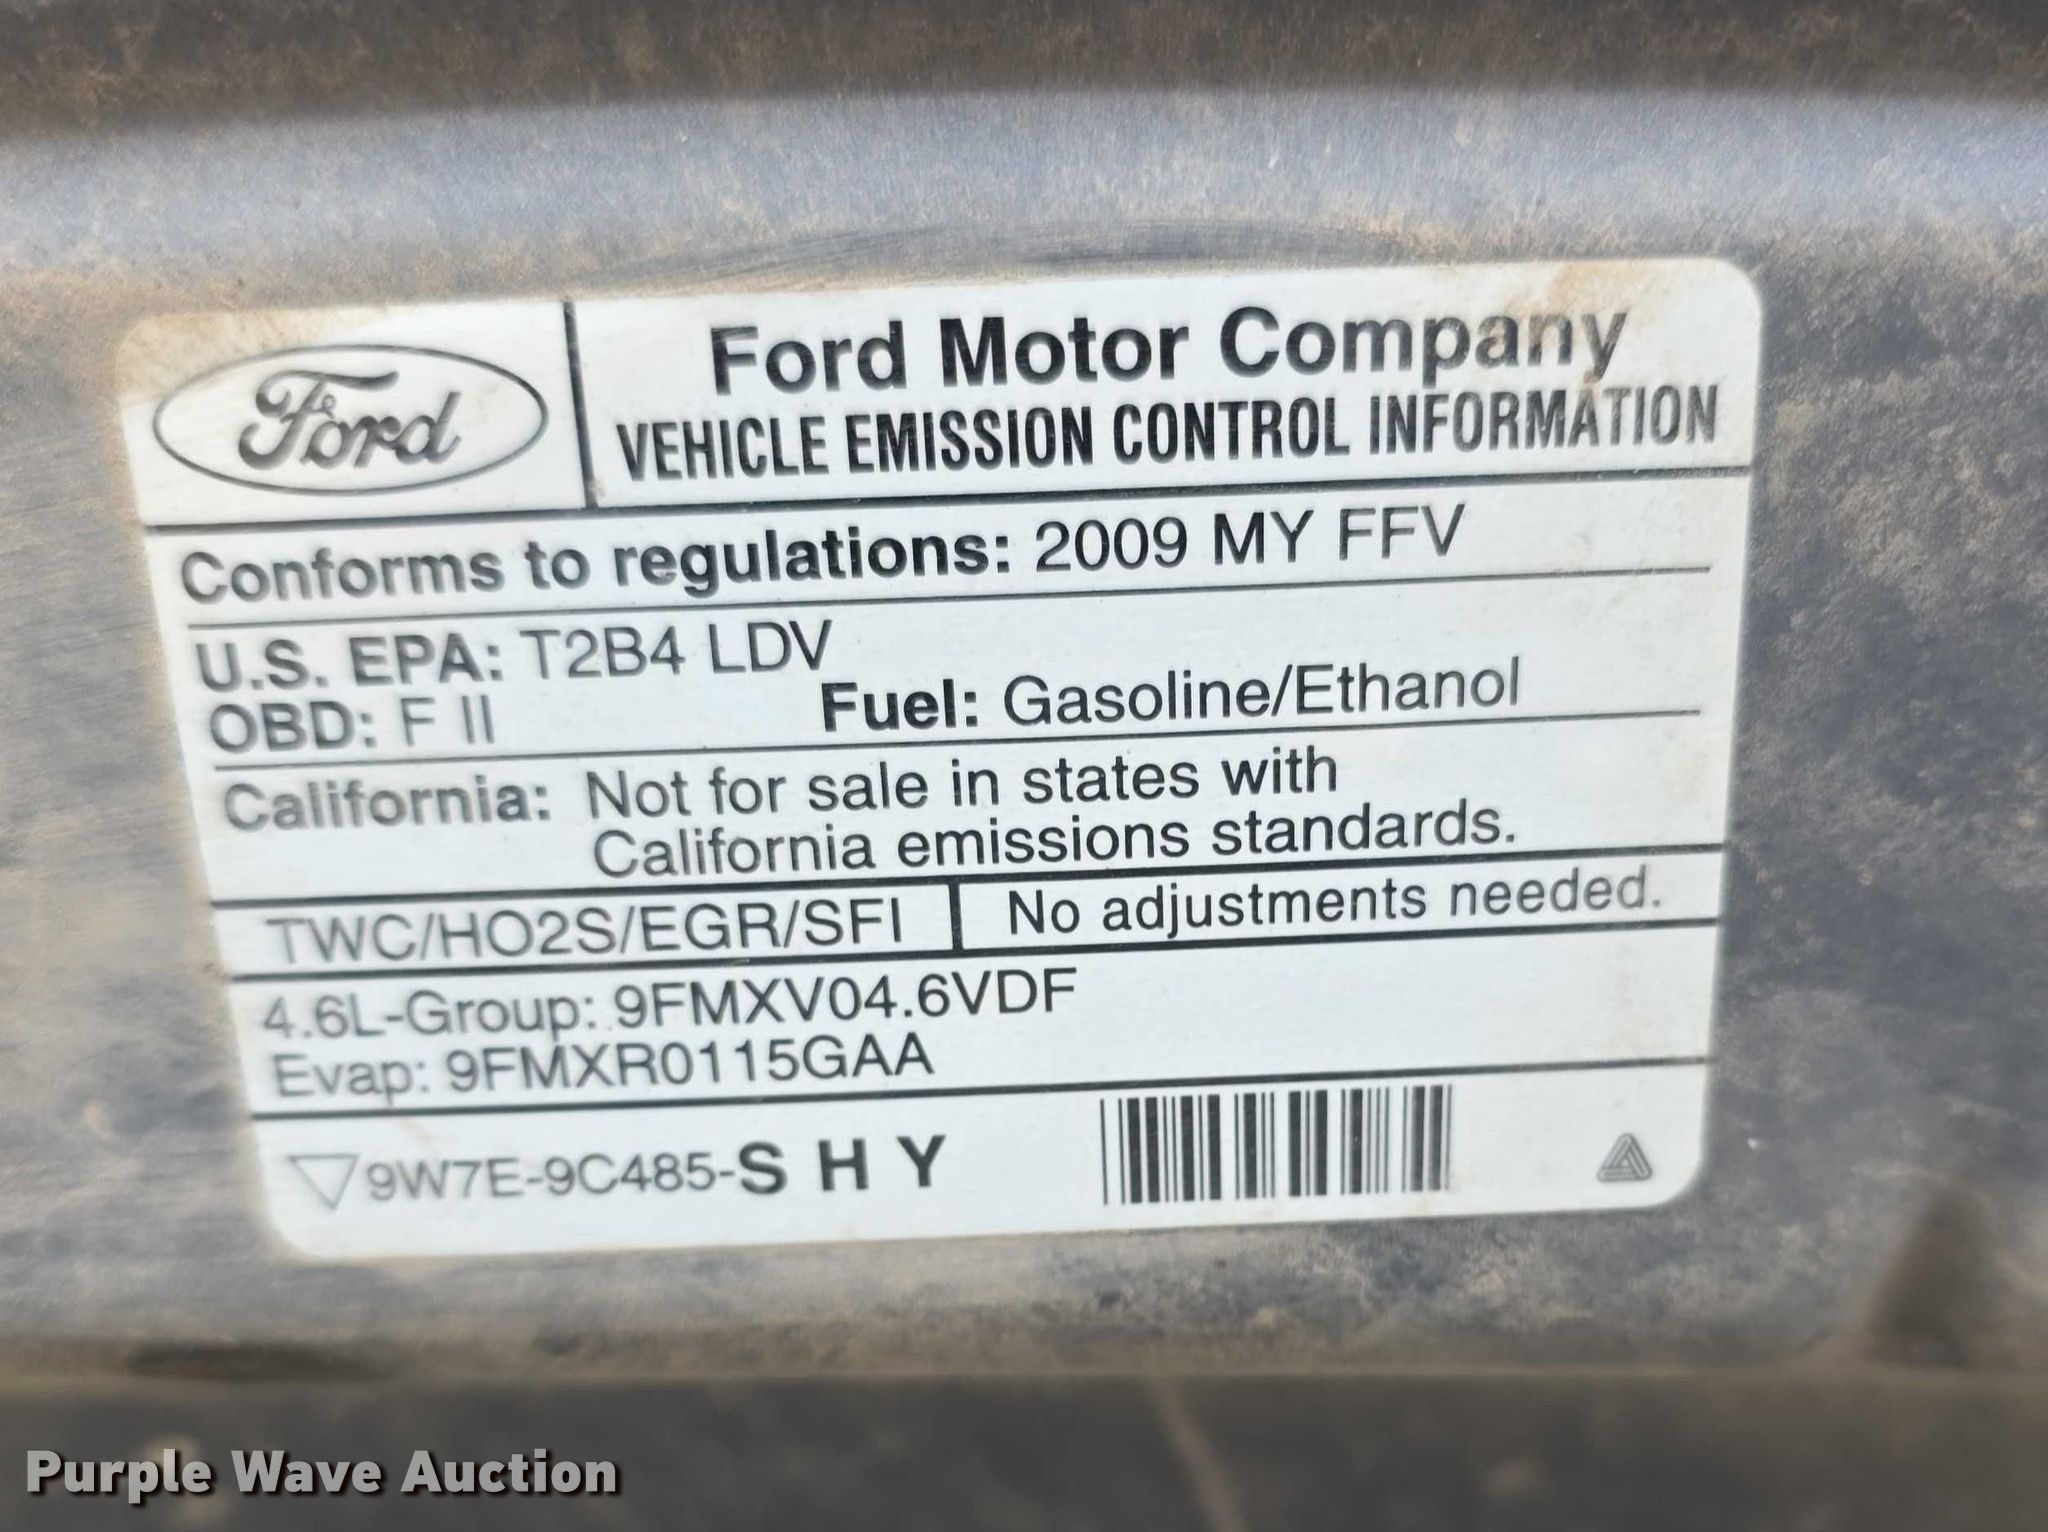 Ford
Ford Motor Company
VEHICLE EMISSION CONTROL INFORMATION
Conforms to regulations: 2009 MY FFV
U.S. EPA: T2B4 LDV
OBD: F II
Fuel: Gasoline/Ethanol
California: Not for sale in states with
California emissions standards.
TWC/HO2S/EGR/SFI
No adjustments needed.
4.6L-Group: 9FMXV04.6VDF
Evap: 9FMXR0115GAA
9W7E-9C485-S H Y
Purple Wave Auction